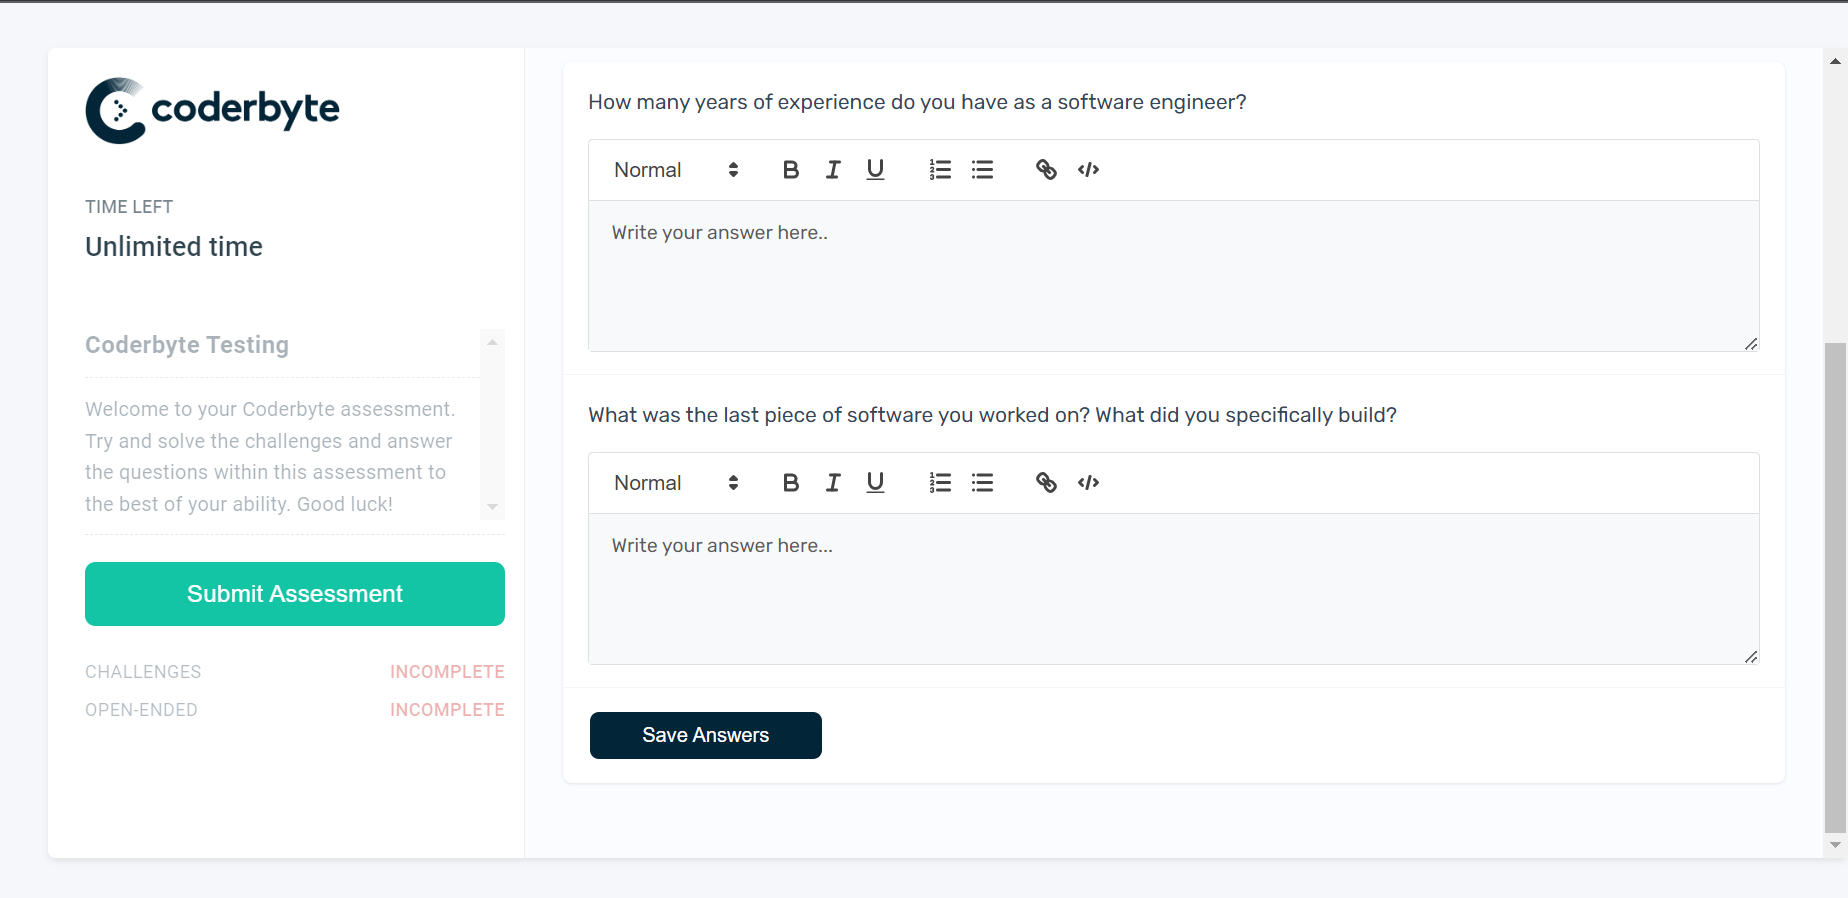 coderbyte
TIME LEFT
Unlimited time
Coderbyte Testing
Welcome to your Coderbyte assessment.
Try and solve the challenges and answer
the questions within this assessment to
the best of your ability. Good luck!
Submit Assessment
CHALLENGES INCOMPLETE
OPEN-ENDED INCOMPLETE
How many years of experience do you have as a software engineer?
Normal
Write your answer here..
What was the last piece of software you worked on? What did you specifically build?
Normal
Write your answer here...
Save Answers